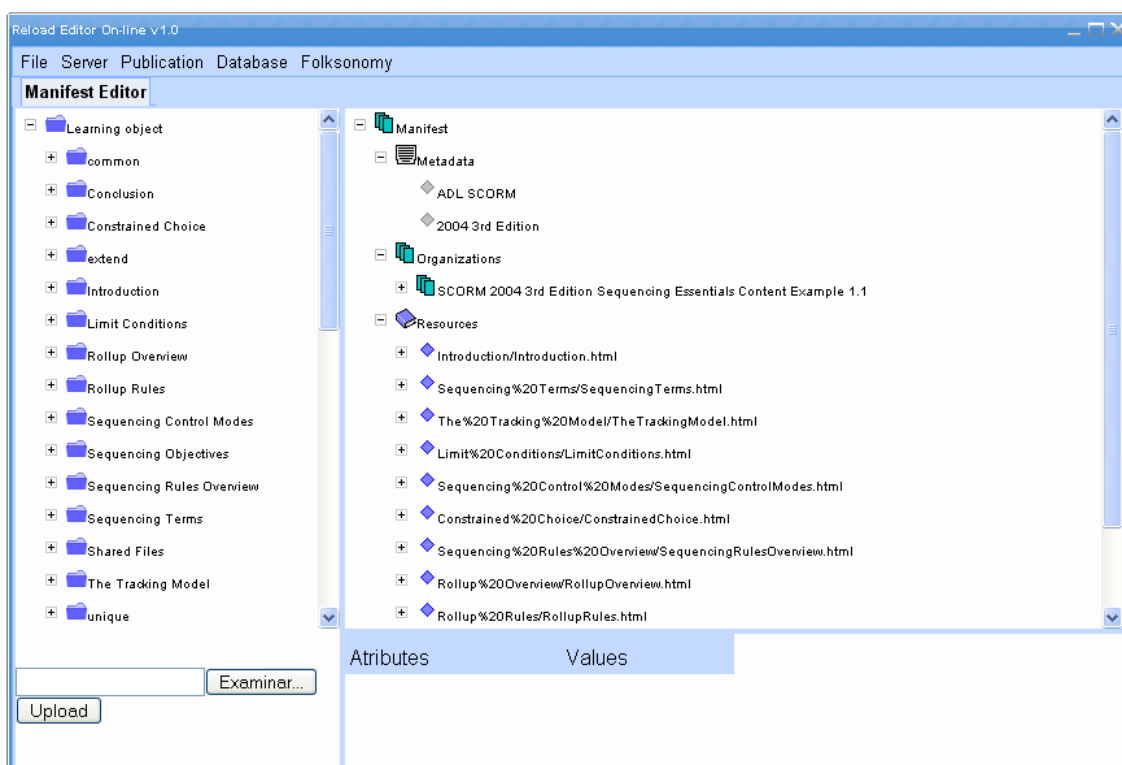 Reload Editor On-line v1.0
File Server Publication Database Folksonomy
Manifest Editor
Learning object
common
Conclusion
Constrained Choice
extend
Introduction
Limit Conditions
Rollup Overview
Rollup Rules
Sequencing Control Modes
Sequencing Objectives
Sequencing Rules Overview
Sequencing Terms
Shared Files
The Tracking Model
unique
Examinar...
Upload
Manifest
Metadata
ADL SCORM
2004 3rd Edition
Organizations
SCORM 2004 3rd Edition Sequencing Essentials Content Example 1.1
Resources
Introduction/Introduction.html
Sequencing%20Terms/SequencingTerms.html
The%20Tracking%20Model/TheTrackingModel.html
Limit%20Conditions/LimitConditions.html
Sequencing%20Control%20Modes/SequencingControlModes.html
Constrained%20Choice/ConstrainedChoice.html
Sequencing%20Rules%20Overview/SequencingRulesOverview.html
Rollup%20Overview/RollupOverview.html
Rollup%20Rules/RollupRules.html
Atributes Values